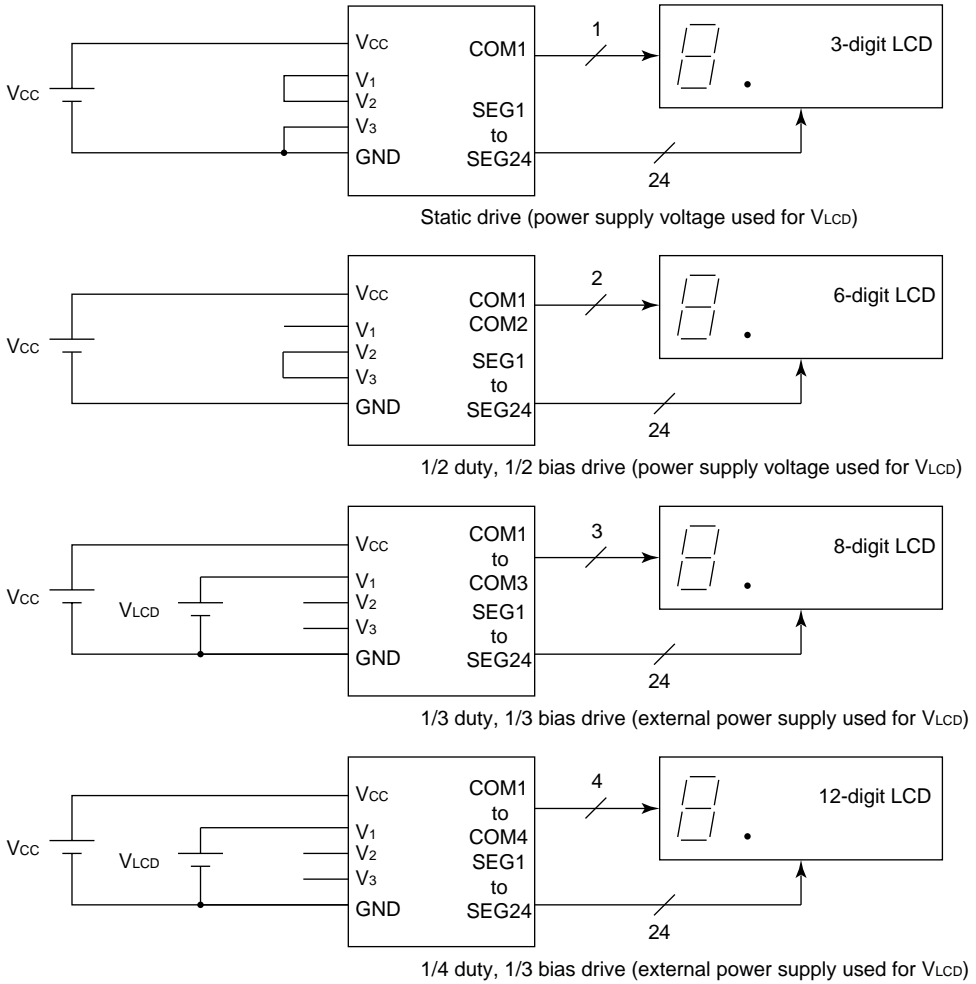 VCC
VCC
V1
V2
V3
GND
COM1
SEG1
to
SEG24
1
24
3-digit LCD
Static drive (power supply voltage used for VLCD)
VCC
VCC
V1
V2
V3
GND
COM1
COM2
SEG1
to
SEG24
2
24
6-digit LCD
1/2 duty, 1/2 bias drive (power supply voltage used for VLCD)
VCC
VLCD
VCC
V1
V2
V3
GND
COM1
to
COM3
SEG1
to
SEG24
3
24
8-digit LCD
1/3 duty, 1/3 bias drive (external power supply used for VLCD)
VCC
VLCD
VCC
V1
V2
V3
GND
COM1
to
COM4
SEG1
to
SEG24
4
24
12-digit LCD
1/4 duty, 1/3 bias drive (external power supply used for VLCD)